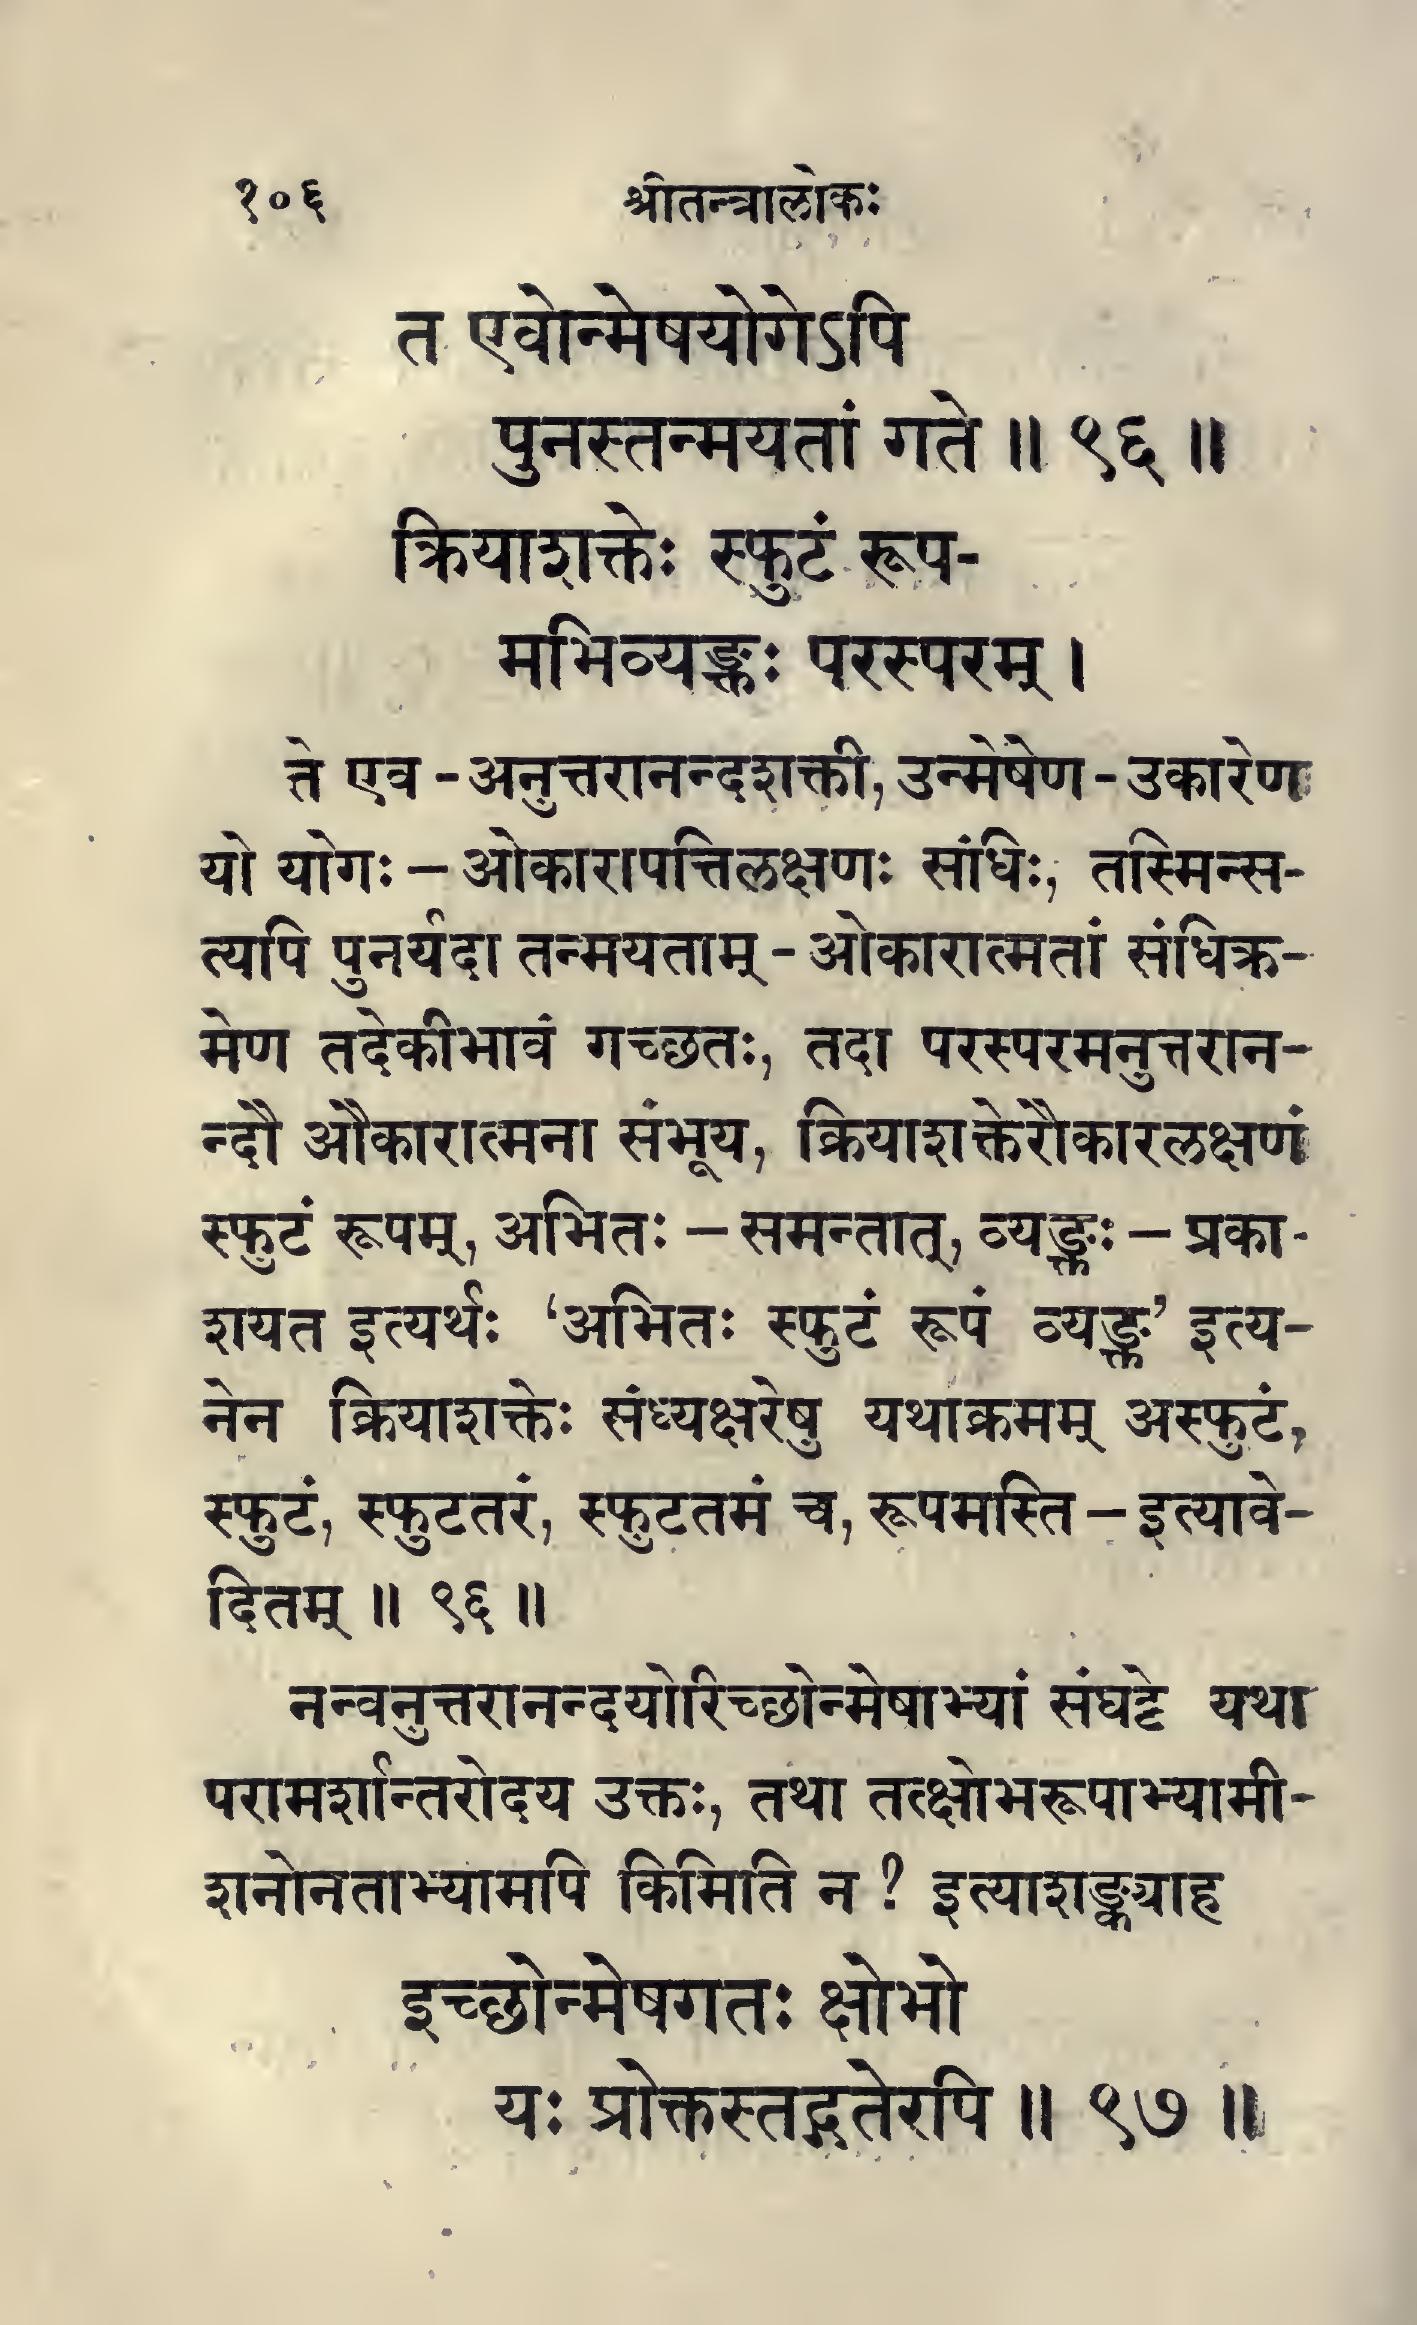 १०६ श्रीतन्त्रालोकः
त एवोन्मेषयोगेऽपि
पुनस्तन्मयतां गते ॥ ९६ ॥
क्रियाशक्तेः स्फुटं रूप-
मभिव्यङ्क्तः परस्परम् ।
ते एव - अनुत्तरानन्दशक्ती, उन्मेषेण - उकारेण
यो योगः – ओकारापत्तिलक्षणः संधिः, तस्मिन्स-
त्यपि पुनर्यदा तन्मयताम् - ओकारात्मतां संधिक्र-
मेण तदेकीभावं गच्छतः, तदा परस्परमनुत्तरान-
न्दौ औकारात्मना संभूय, क्रियाशक्तेरौकारलक्षणं
स्फुटं रूपम्, अभितः – समन्तात्, व्यङ्क्तः – प्रका-
शयत इत्यर्थः ‘अभितः स्फुटं रूपं व्यङ्क्त’ इत्य-
नेन क्रियाशक्तेः संध्यक्षरेषु यथाक्रमम् अस्फुटं,
स्फुटं, स्फुटतरं, स्फुटतमं च, रूपमस्ति – इत्यावे-
दितम् ॥ ९६ ॥
नन्वनुत्तरानन्दयोरिच्छोन्मेषाभ्यां संघट्टे यथा
परामर्शान्तरोदय उक्तः, तथा तत्क्षोभरूपाभ्यामी-
शनोनताभ्यामपि किमिति न ? इत्याशङ्क्याह
इच्छोन्मेषगतः क्षोभो
यः प्रोक्तस्तद्गतेरपि ॥ ९७ ॥